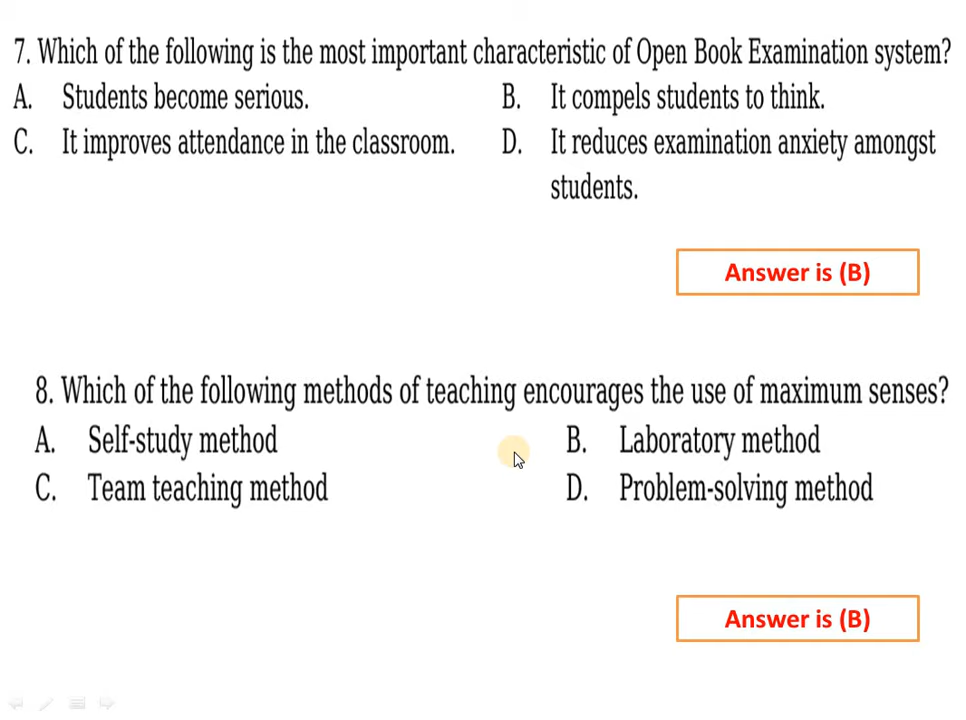 7. Which of the following is the most important characteristic of Open Book Examination system?
A. Students become serious. B. It compels students to think.
C. It improves attendance in the classroom. D. It reduces examination anxiety amongst
students.
Answer is (B)
8. Which of the following methods of teaching encourages the use of maximum senses?
A. Self-study method B. Laboratory method
C. Team teaching method D. Problem-solving method
Answer is (B)